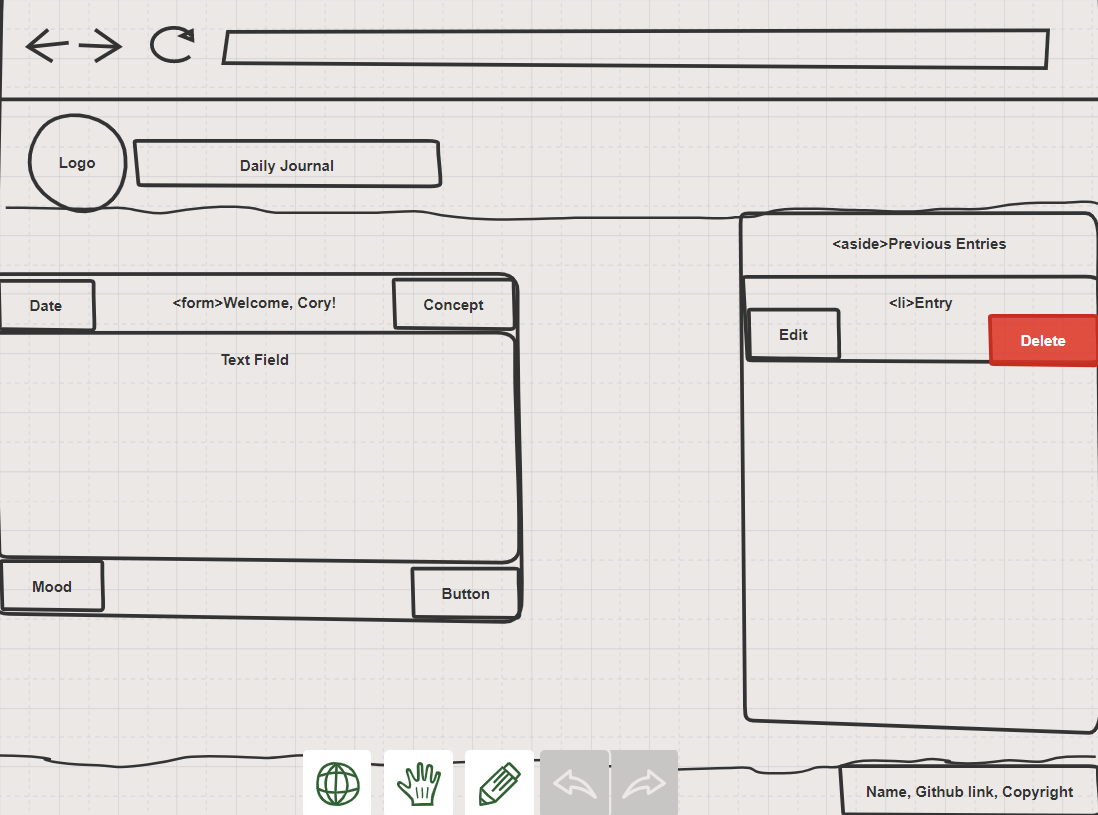 Logo
Daily Journal
<aside>Previous Entries
Date
<form>Welcome, Cory!
Concept
<li>Entry
Edit
Delete
Text Field
Mood
Button
Name, Github link, Copyright